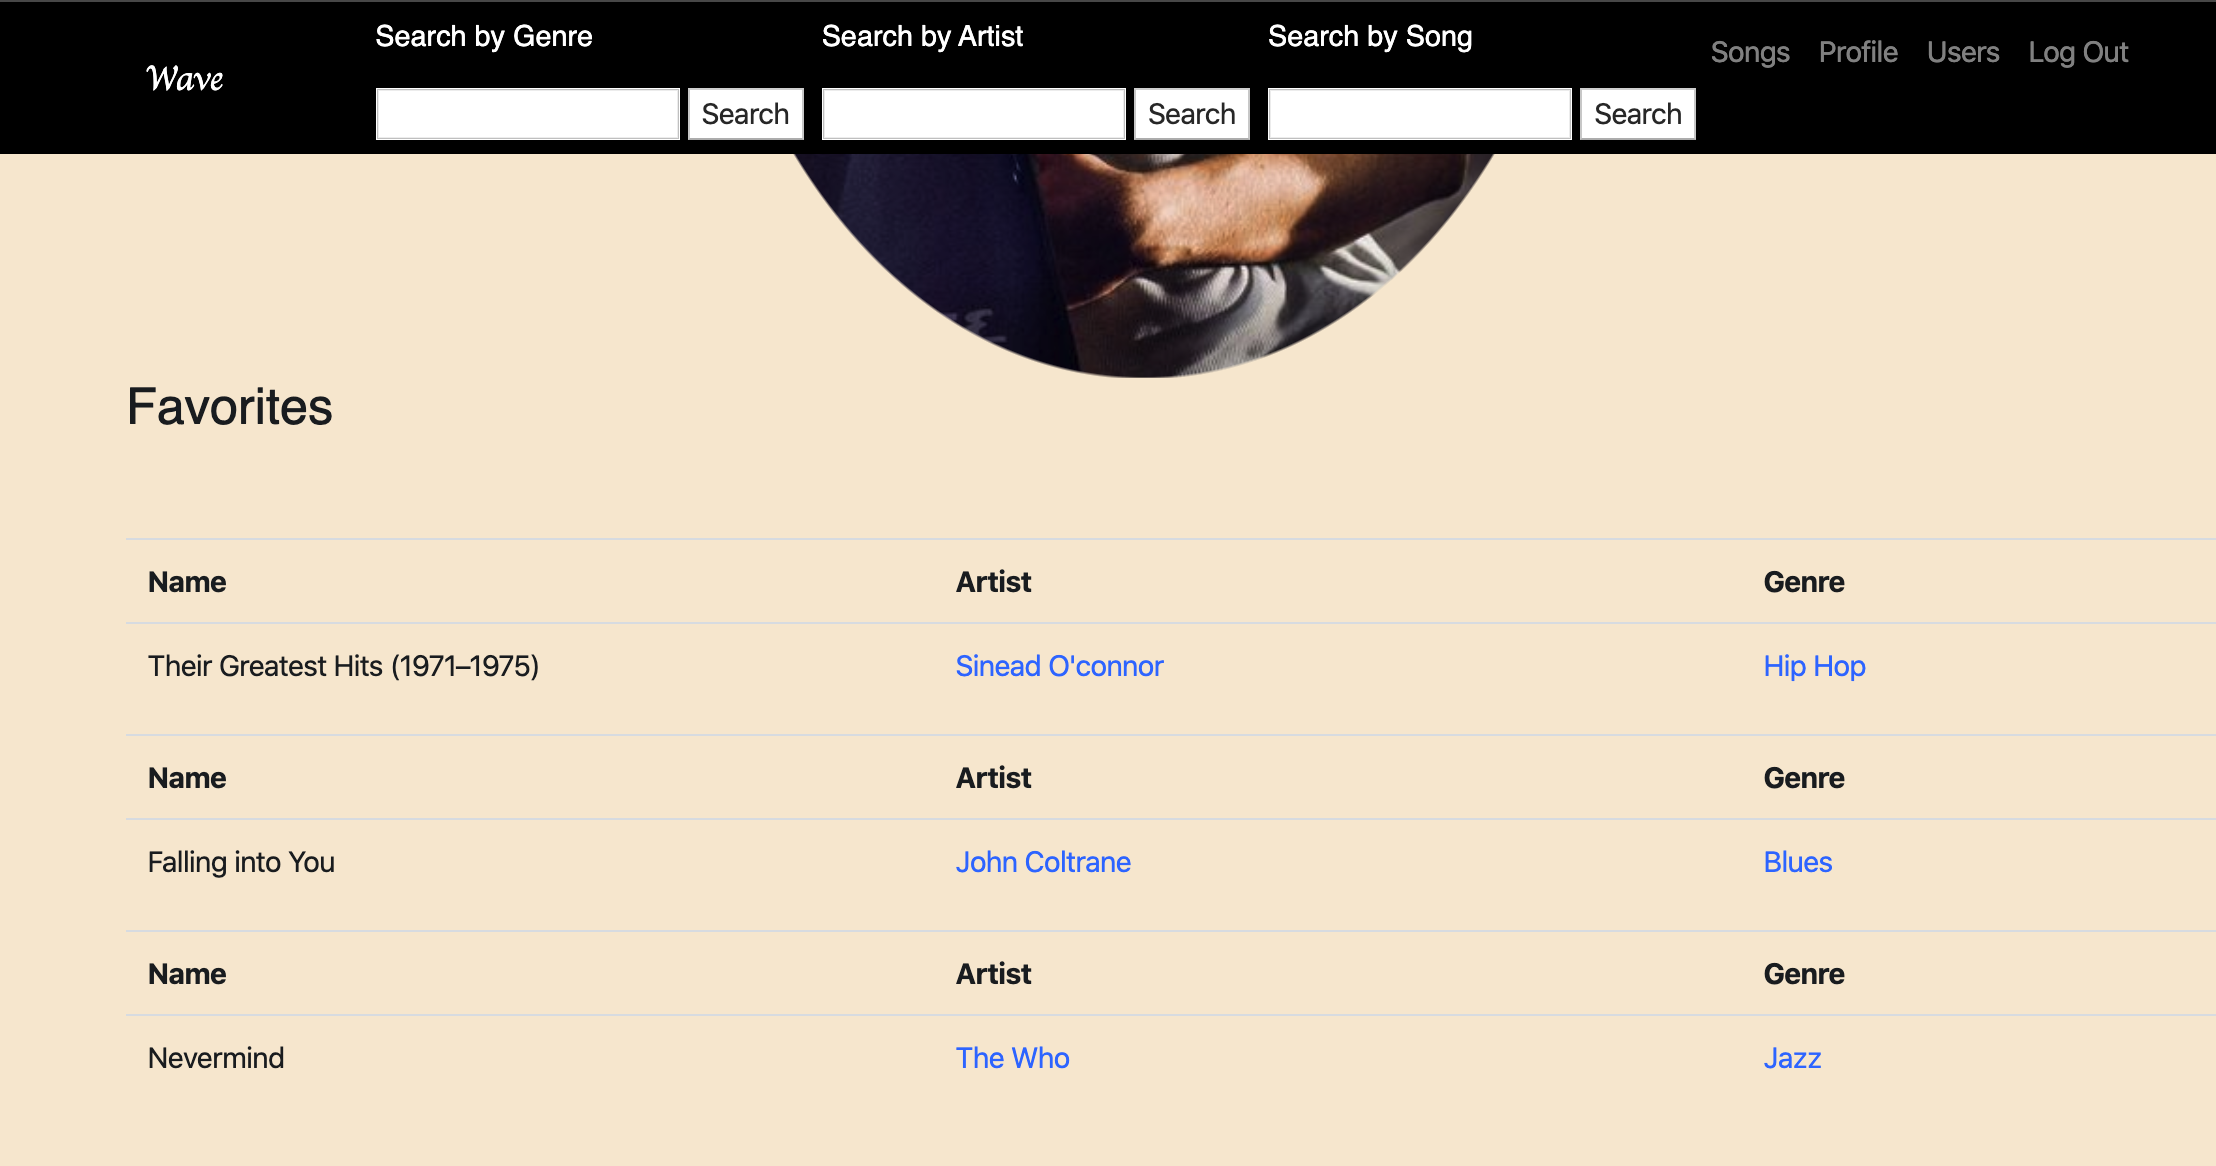 Wave
Search by Genre
Search
Search by Artist
Search
Search by Song
Search
Songs Profile Users Log Out
Favorites
Name Artist Genre
Their Greatest Hits (1971–1975) Sinead O'connor Hip Hop
Name Artist Genre
Falling into You John Coltrane Blues
Name Artist Genre
Nevermind The Who Jazz